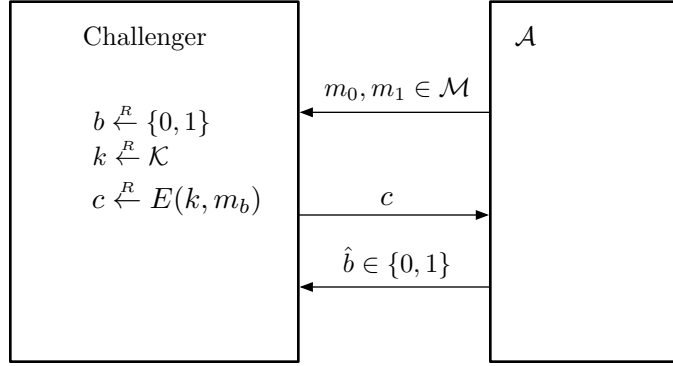 Challenger
𝒜
m₀, m₁ ∈ ℳ
b ←ᴿ {0, 1}
k ←ᴿ 𝒦
c ←ᴿ E(k, m_b)
c
b̂ ∈ {0, 1}